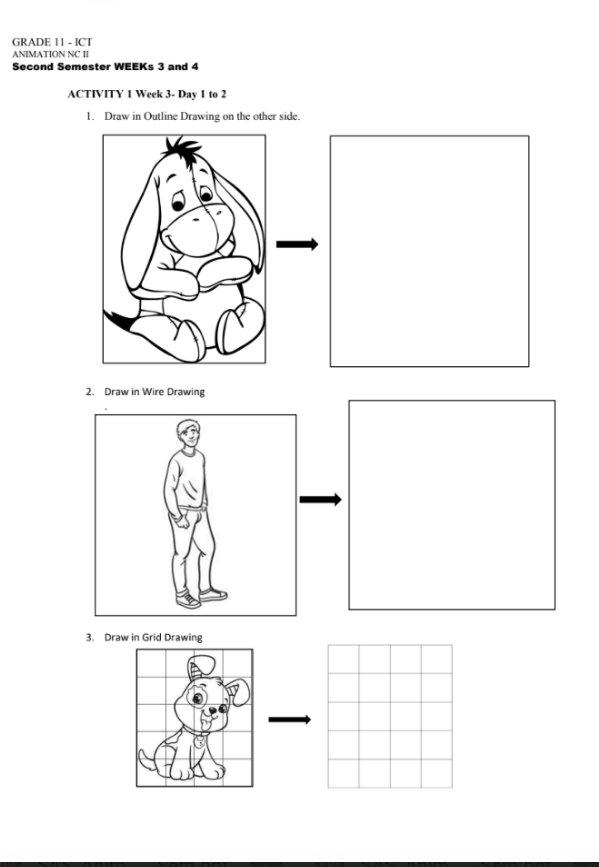 GRADE 11 - ICT
ANIMATION NC II
Second Semester WEEKs 3 and 4
ACTIVITY 1 Week 3- Day 1 to 2
1. Draw in Outline Drawing on the other side.
2. Draw in Wire Drawing
.
3. Draw in Grid Drawing